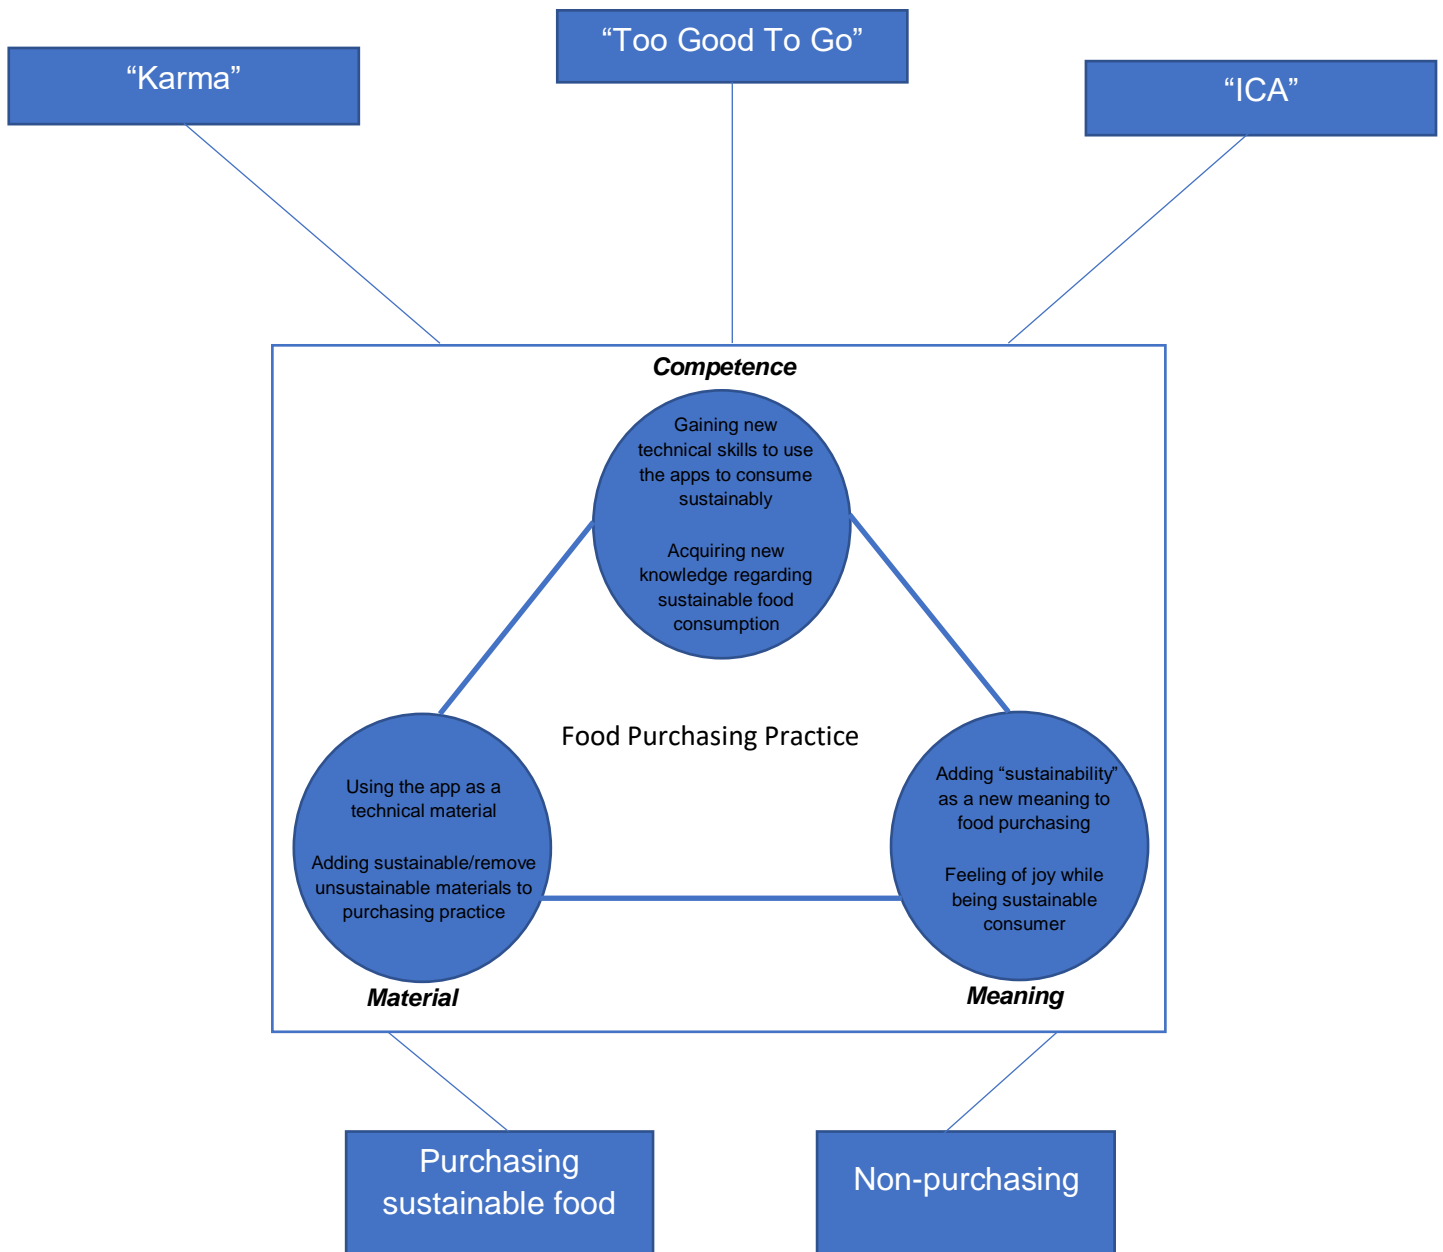 “Karma”
“Too Good To Go”
“ICA”
Competence
Gaining new
technical skills to use
the apps to consume
sustainably
Acquiring new
knowledge regarding
sustainable food
consumption
Food Purchasing Practice
Using the app as a
technical material
Adding sustainable/remove
unsustainable materials to
purchasing practice
Material
Adding “sustainability”
as a new meaning to
food purchasing
Feeling of joy while
being sustainable
consumer
Meaning
Purchasing
sustainable food
Non-purchasing